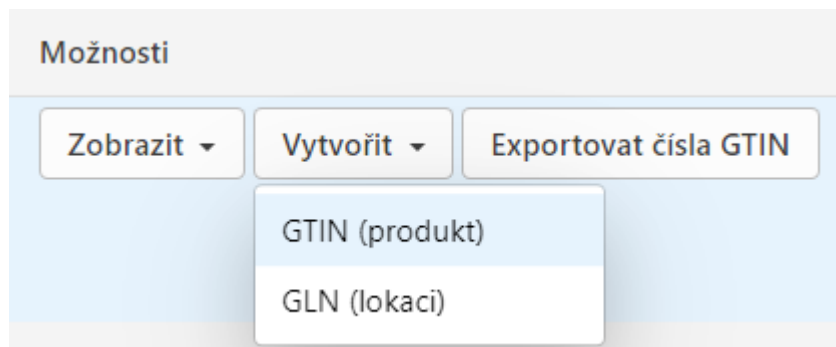 Možnosti
Zobrazit Vytvořit Exportovat čísla GTIN
GTIN (produkt)
GLN (lokaci)